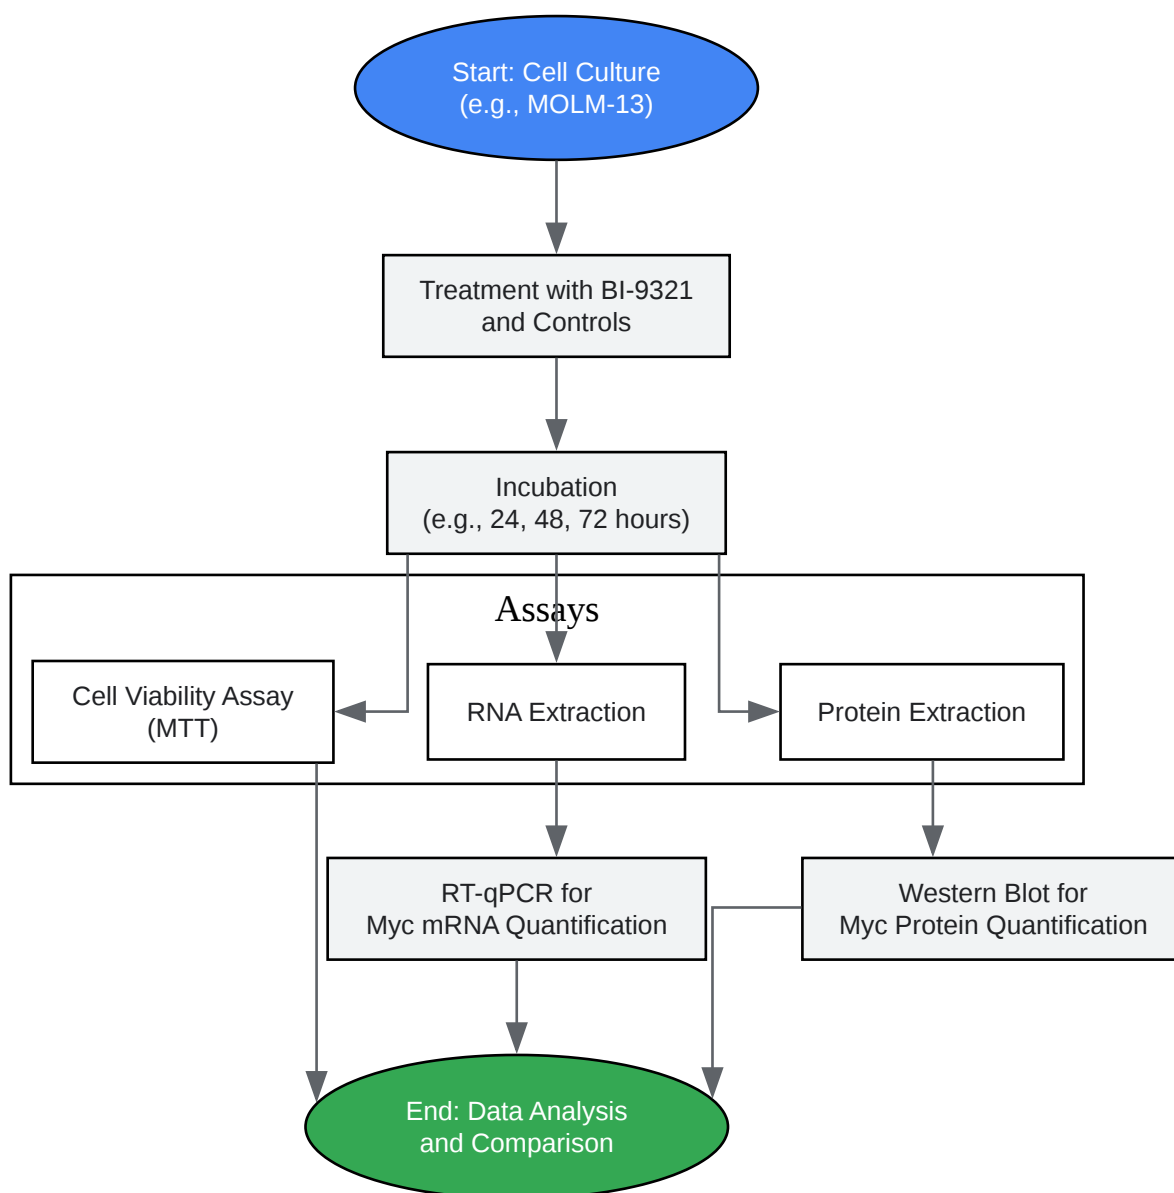 Start: Cell Culture
(e.g., MOLM-13)
Treatment with BI-9321
and Controls
Incubation
(e.g., 24, 48, 72 hours)
Assays
Cell Viability Assay
(MTT)
RNA Extraction
Protein Extraction
RT-qPCR for
Myc mRNA Quantification
Western Blot for
Myc Protein Quantification
End: Data Analysis
and Comparison